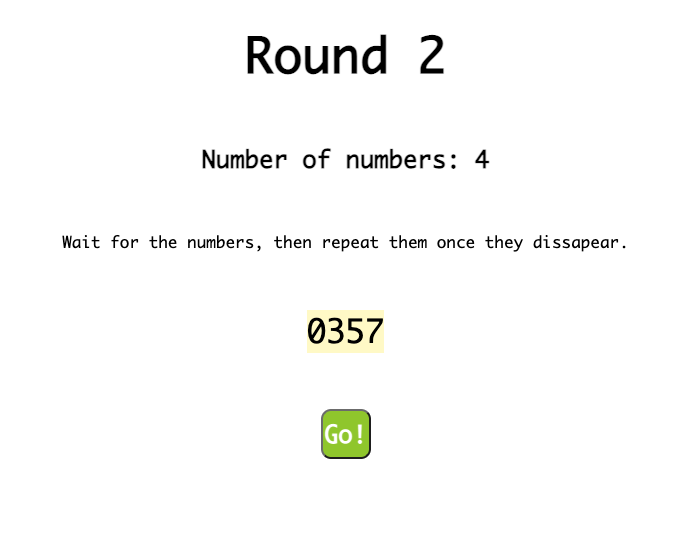 Round 2
Number of numbers: 4
Wait for the numbers, then repeat them once they dissapear.
0357
Go!